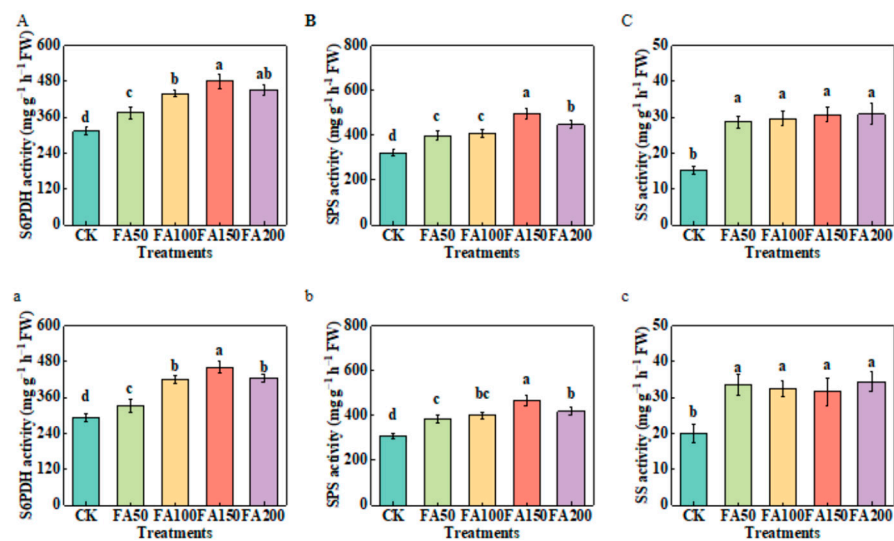 A
S6PDH activity (mg g⁻¹ h⁻¹ FW)
600
480
360
240
120
0
d
c
b
a
ab
CK FA50 FA100 FA150 FA200
Treatments
B
SPS activity (mg g⁻¹ h⁻¹ FW)
800
600
400
200
0
d
c
c
a
b
CK FA50 FA100 FA150 FA200
Treatments
C
SS activity (mg g⁻¹ h⁻¹ FW)
50
40
30
20
10
0
b
a
a
a
a
CK FA50 FA100 FA150 FA200
Treatments
a
S6PDH activity (mg g⁻¹ h⁻¹ FW)
600
480
360
240
120
0
d
c
b
a
b
CK FA50 FA100 FA150 FA200
Treatments
b
SPS activity (mg g⁻¹ h⁻¹ FW)
800
600
400
200
0
d
c
bc
a
b
CK FA50 FA100 FA150 FA200
Treatments
c
SS activity (mg g⁻¹ h⁻¹ FW)
50
40
30
20
10
0
b
a
a
a
a
CK FA50 FA100 FA150 FA200
Treatments